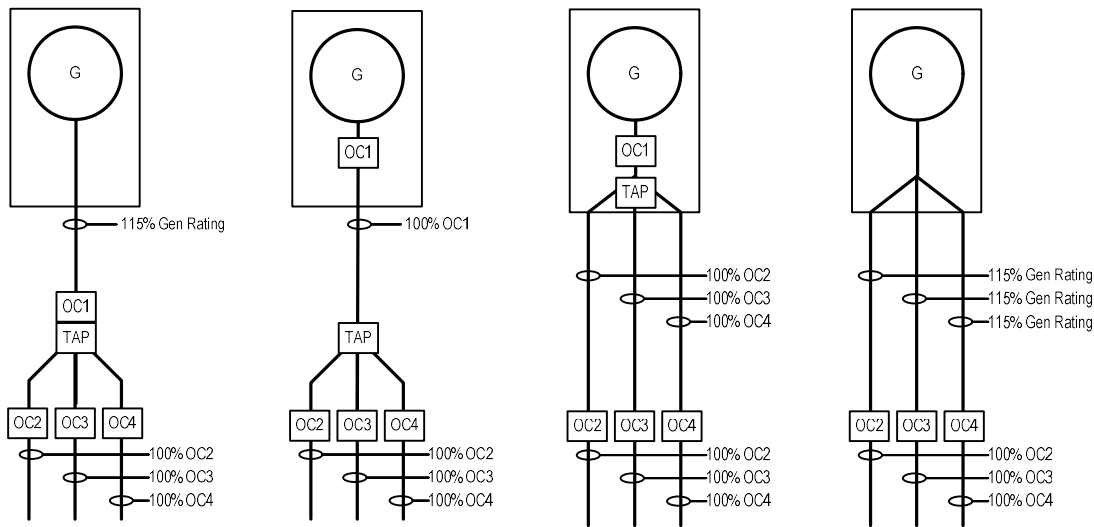 G
115% Gen Rating
OC1
TAP
OC2 OC3 OC4
100% OC2
100% OC3
100% OC4
G
OC1
100% OC1
TAP
OC2 OC3 OC4
100% OC2
100% OC3
100% OC4
G
OC1
TAP
100% OC2
100% OC3
100% OC4
OC2 OC3 OC4
100% OC2
100% OC3
100% OC4
G
115% Gen Rating
115% Gen Rating
115% Gen Rating
OC2 OC3 OC4
100% OC2
100% OC3
100% OC4